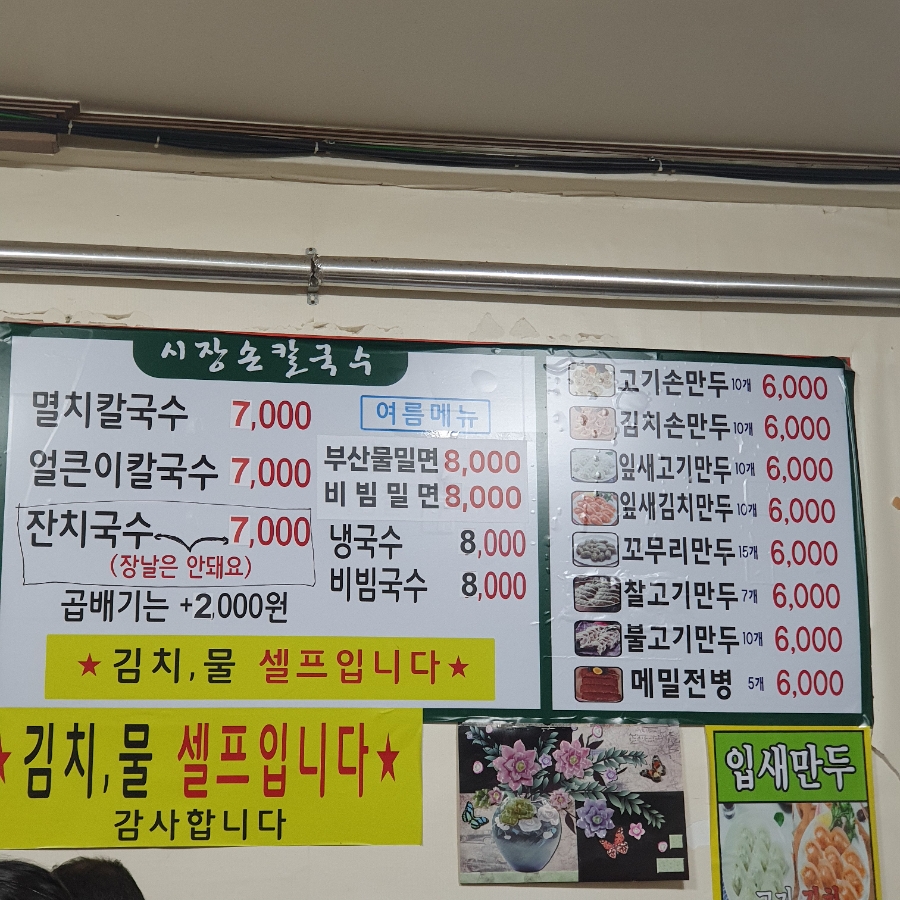 시장손칼국수
멸치칼국수 7,000
얼큰이칼국수 7,000
잔치국수 7,000
(장날은 안돼요)
곱배기는 +2,000원
여름메뉴
부산물밀면 8,000
비빔밀면 8,000
냉국수 8,000
비빔국수 8,000
★김치,물 셀프입니다★
고기손만두 10개 6,000
김치손만두 10개 6,000
잎새고기만두 10개 6,000
잎새김치만두 10개 6,000
꼬무리만두 15개 6,000
찰고기만두 7개 6,000
불고기만두 10개 6,000
메밀전병 5개 6,000
★김치,물 셀프입니다★
감사합니다
입새만두